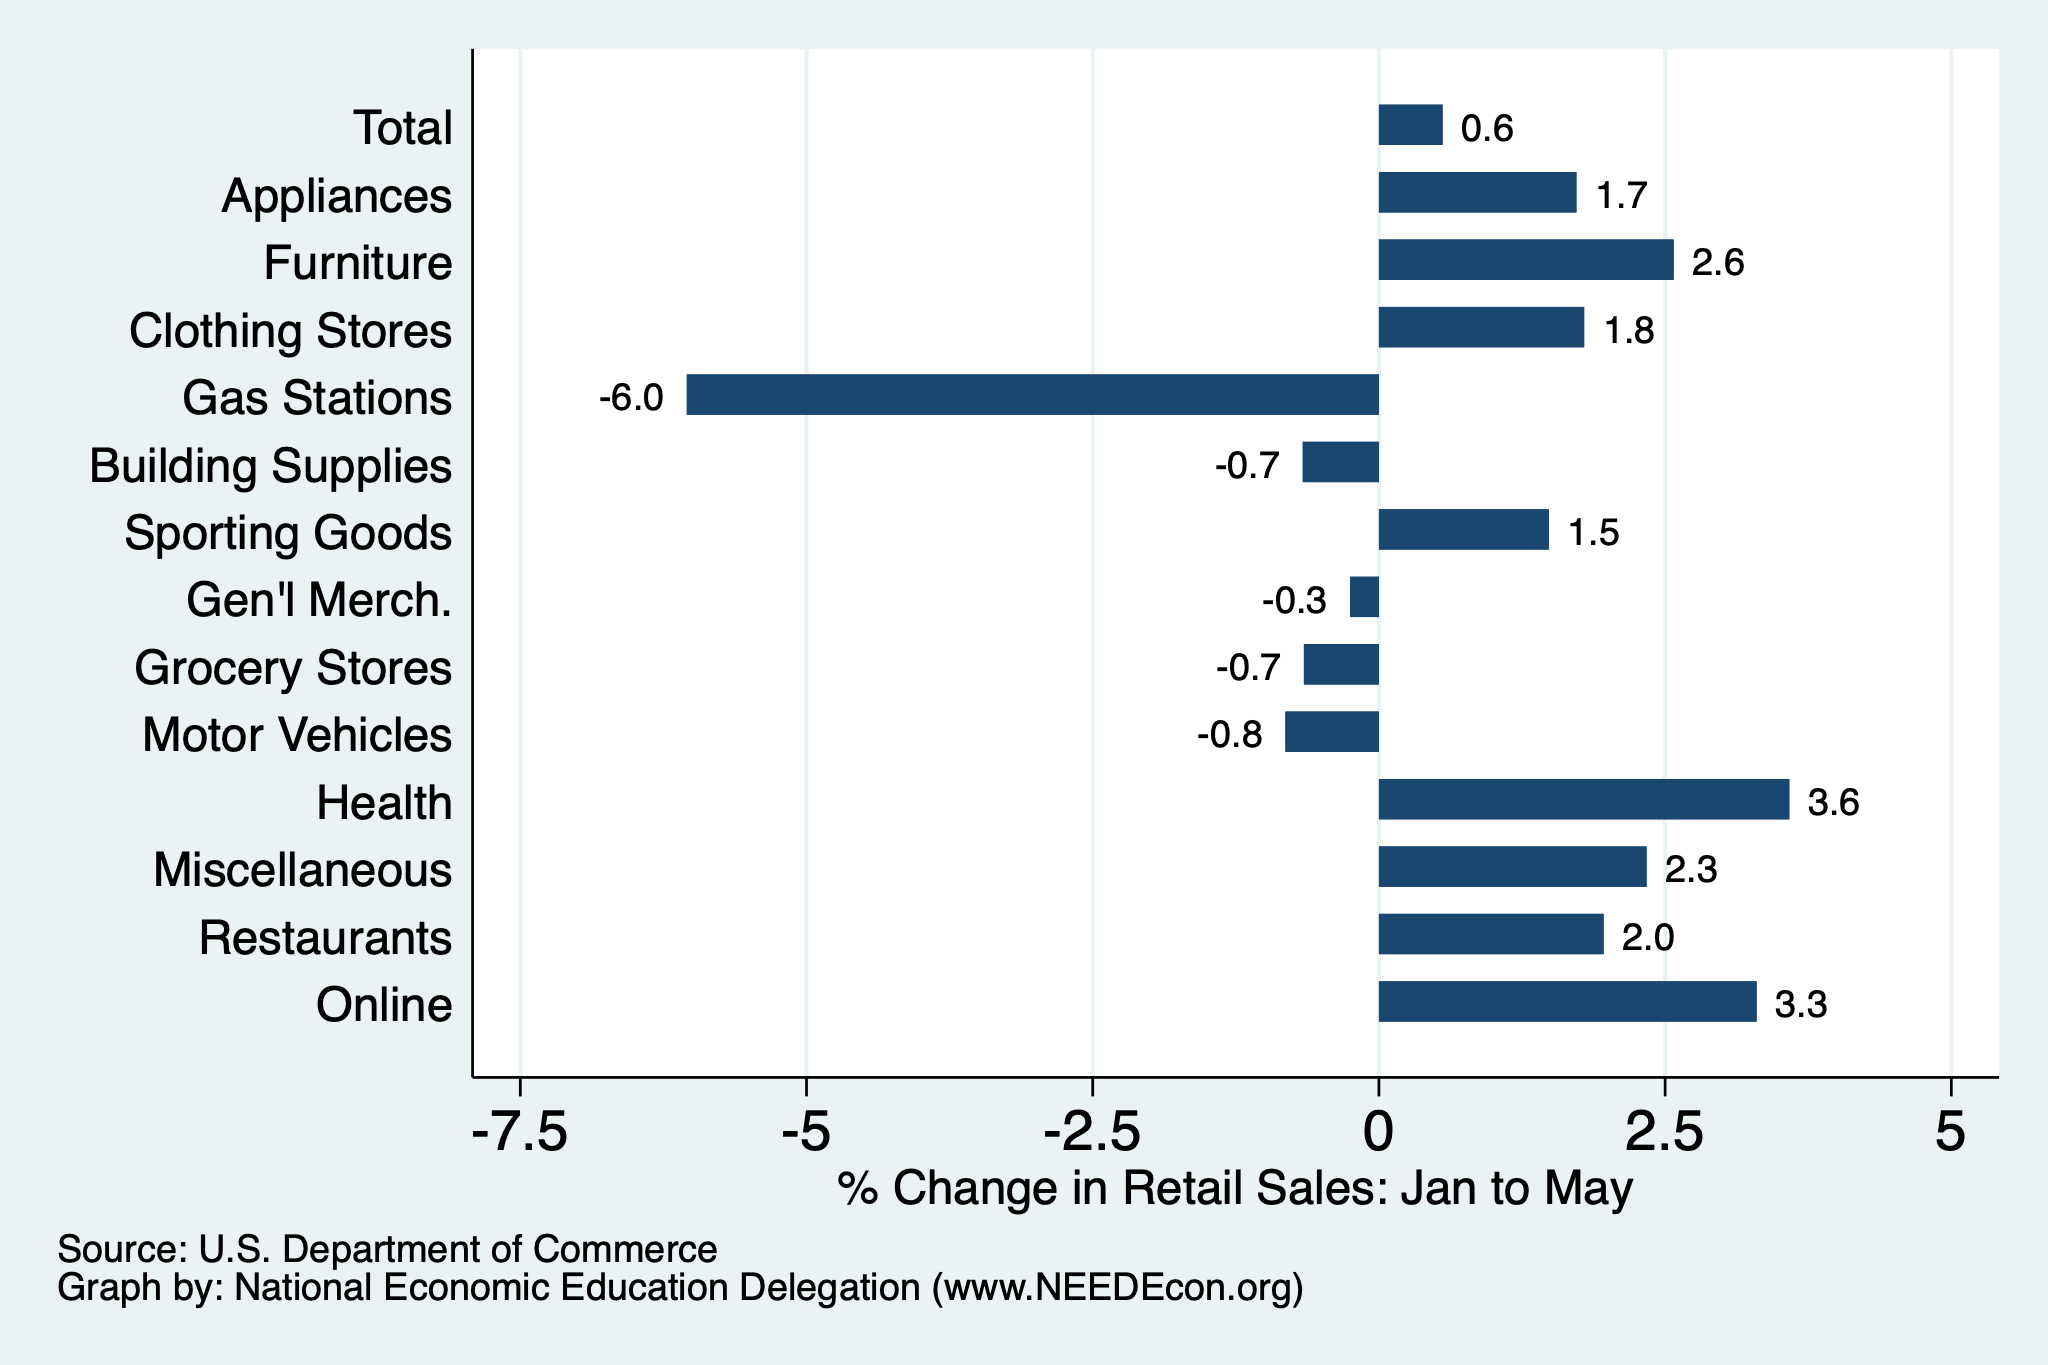 Total 0.6
Appliances 1.7
Furniture 2.6
Clothing Stores 1.8
Gas Stations -6.0
Building Supplies -0.7
Sporting Goods 1.5
Gen'l Merch. -0.3
Grocery Stores -0.7
Motor Vehicles -0.8
Health 3.6
Miscellaneous 2.3
Restaurants 2.0
Online 3.3
-7.5 -5 -2.5 0 2.5 5
% Change in Retail Sales: Jan to May
Source: U.S. Department of Commerce
Graph by: National Economic Education Delegation (www.NEEDEcon.org)